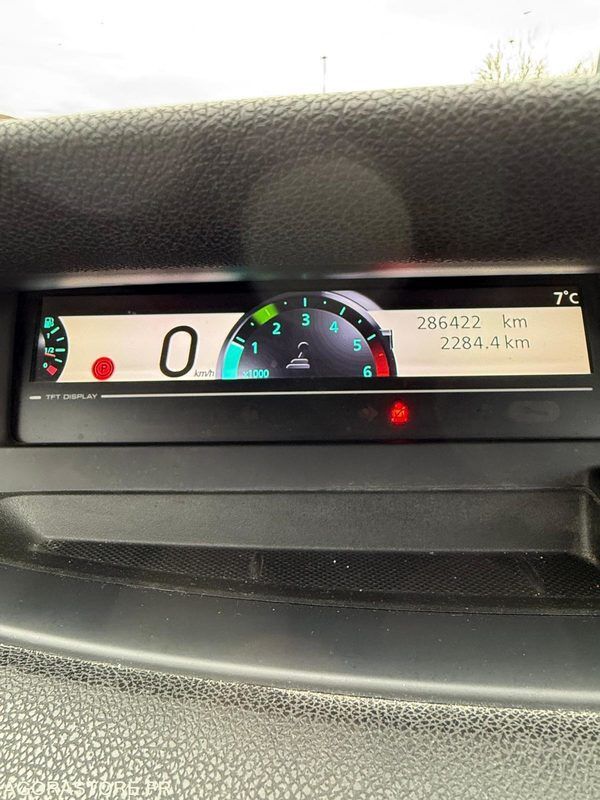 7°C
286422 km
2284.4 km
1/2
0
P
0
km/h
1
2
3
4
5
6
x1000
TFT DISPLAY
AGORASTORE.FR